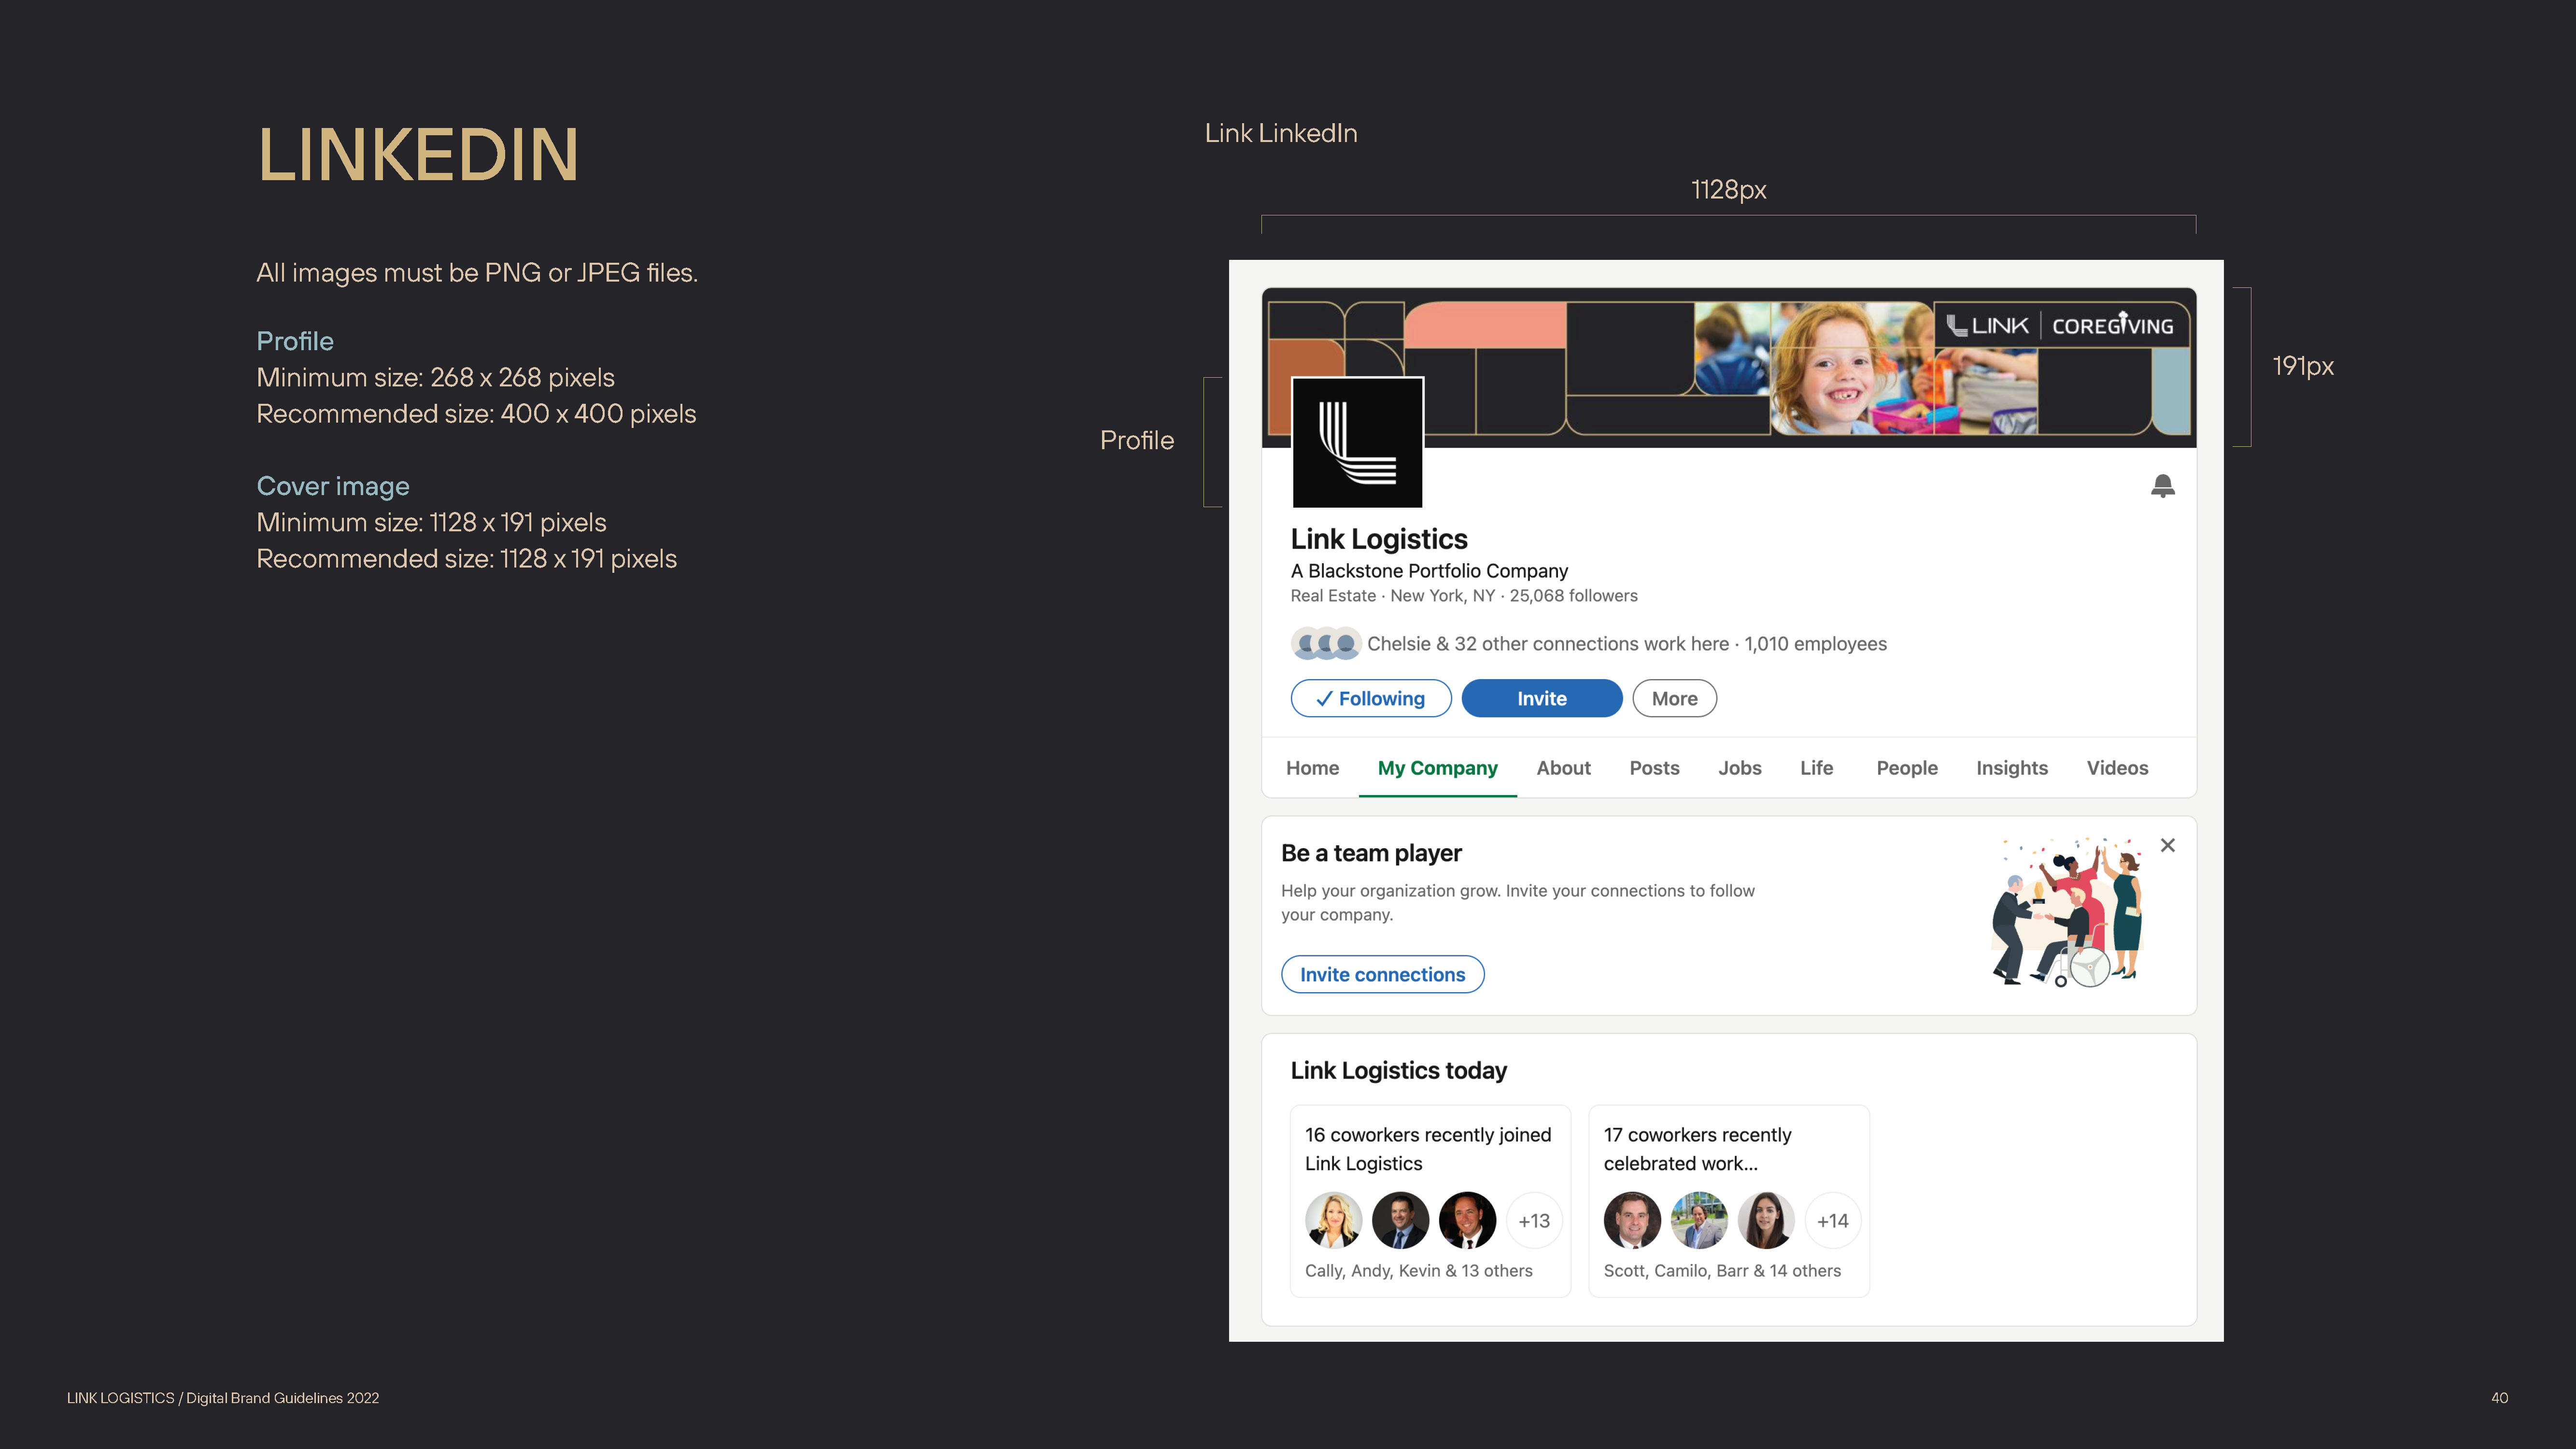 LINKEDIN
All images must be PNG or JPEG files.
Profile
Minimum size: 268 x 268 pixels
Recommended size: 400 x 400 pixels
Cover image
Minimum size: 1128 x 191 pixels
Recommended size: 1128 x 191 pixels
Link LinkedIn
1128px
191px
Profile
LINK | COREGIVING
Link Logistics
A Blackstone Portfolio Company
Real Estate · New York, NY · 25,068 followers
Chelsie & 32 other connections work here · 1,010 employees
✓ Following Invite More
Home My Company About Posts Jobs Life People Insights Videos
Be a team player
Help your organization grow. Invite your connections to follow
your company.
Invite connections
Link Logistics today
16 coworkers recently joined
Link Logistics
+13
Cally, Andy, Kevin & 13 others
17 coworkers recently
celebrated work...
+14
Scott, Camilo, Barr & 14 others
LINK LOGISTICS / Digital Brand Guidelines 2022
40